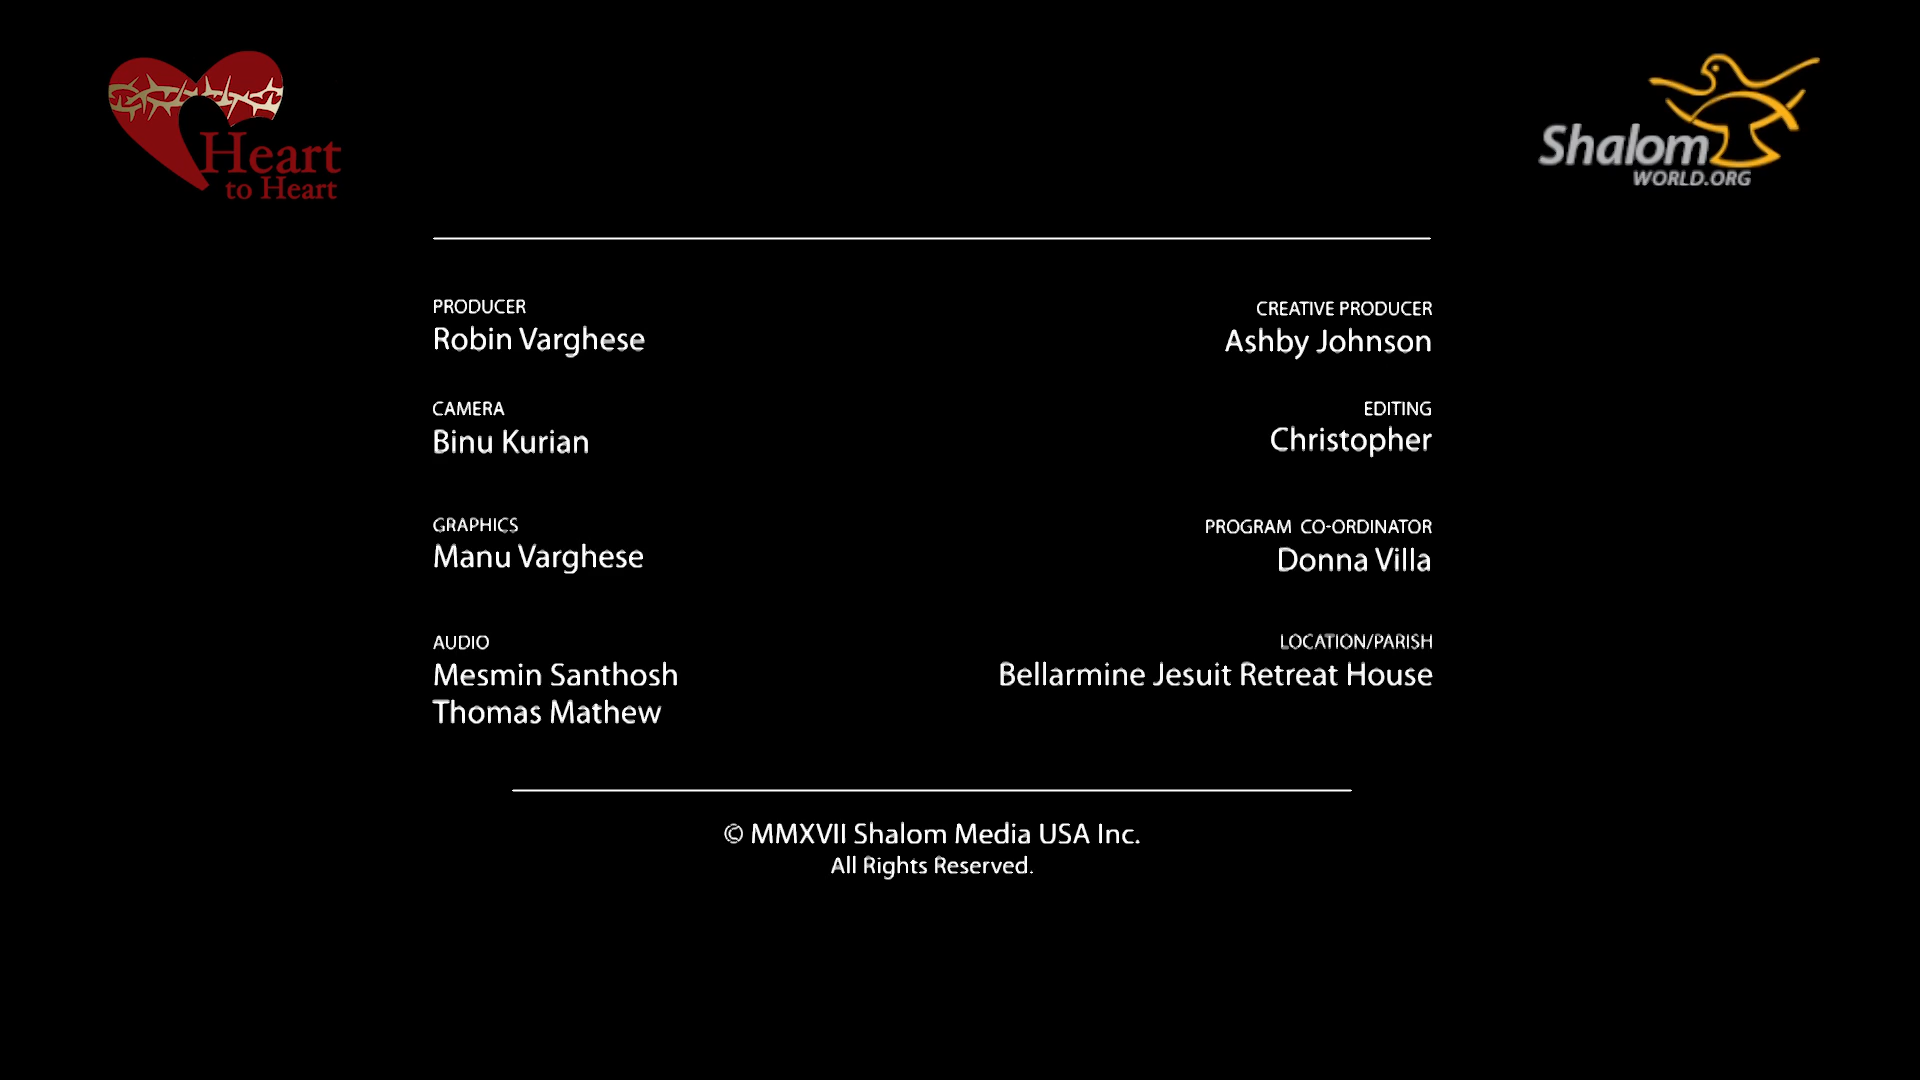 Heart
to Heart
Shalom
WORLD.ORG
PRODUCER
Robin Varghese
CREATIVE PRODUCER
Ashby Johnson
CAMERA
Binu Kurian
EDITING
Christopher
GRAPHICS
Manu Varghese
PROGRAM CO-ORDINATOR
Donna Villa
AUDIO
Mesmin Santhosh
Thomas Mathew
LOCATION/PARISH
Bellarmine Jesuit Retreat House
© MMXVII Shalom Media USA Inc.
All Rights Reserved.